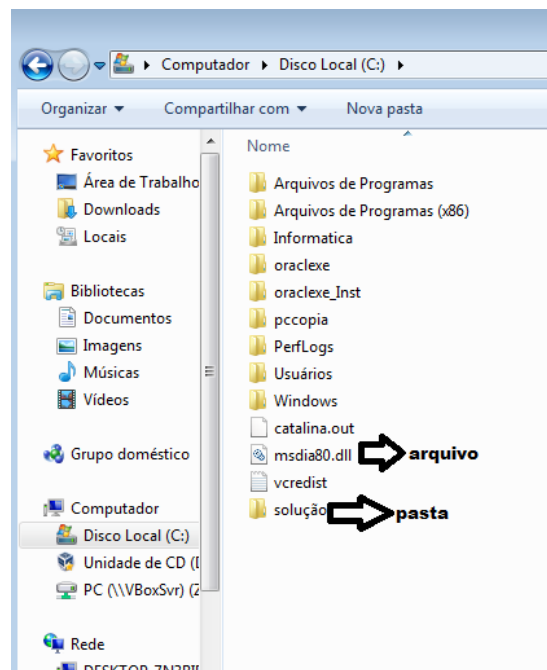 Computador Disco Local (C:)
Organizar Compartilhar com Nova pasta
Favoritos
Área de Trabalho
Downloads
Locais
Bibliotecas
Documentos
Imagens
Músicas
Vídeos
Grupo doméstico
Computador
Disco Local (C:)
Unidade de CD (D
PC (\\VBoxSvr) (Z
Rede
Nome
Arquivos de Programas
Arquivos de Programas (x86)
Informatica
oraclexe
oraclexe_Inst
pccopia
PerfLogs
Usuários
Windows
catalina.out
msdia80.dll arquivo
vcredist
solução pasta